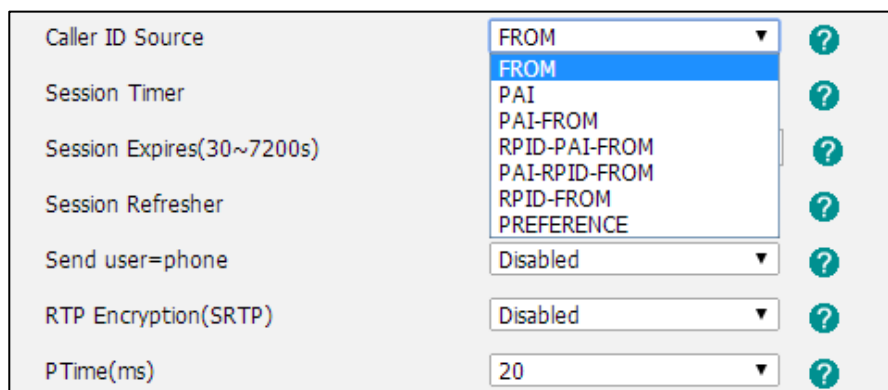 Caller ID Source FROM
FROM
Session Timer PAI
PAI-FROM
Session Expires(30~7200s) RPID-PAI-FROM
PAI-RPID-FROM
Session Refresher RPID-FROM
PREFERENCE
Send user=phone Disabled
RTP Encryption(SRTP) Disabled
PTime(ms) 20